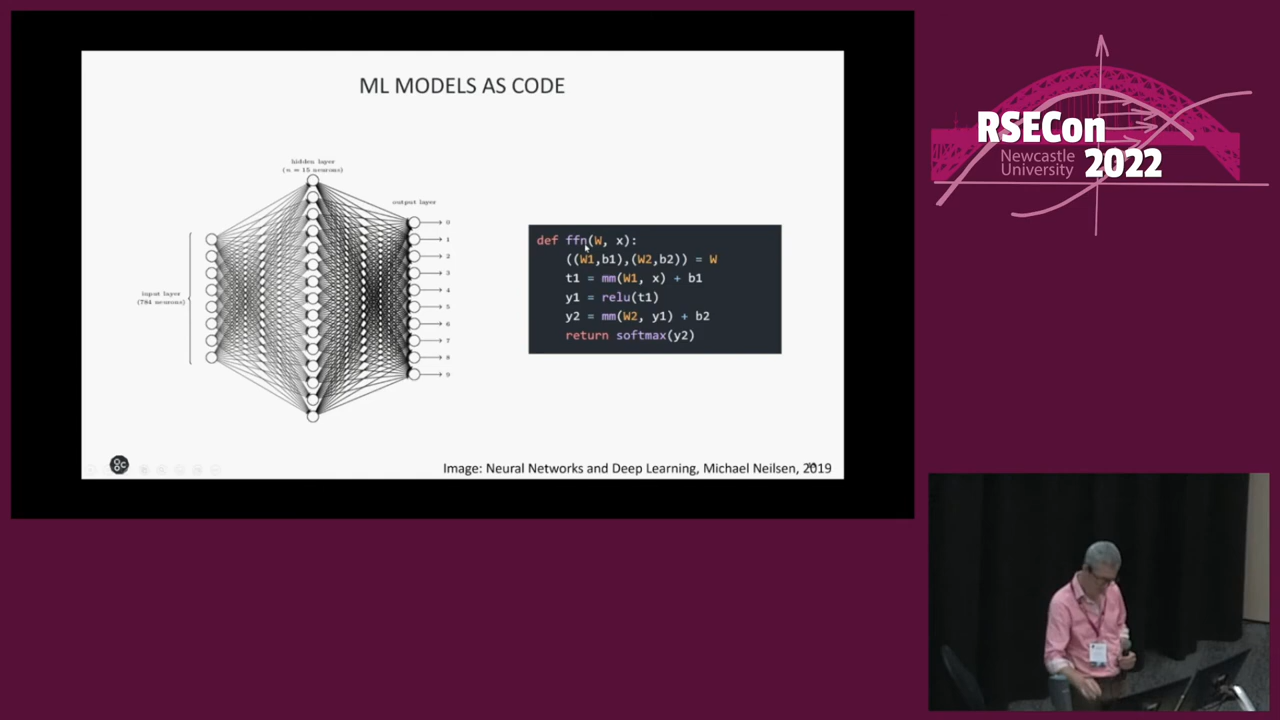 ML MODELS AS CODE
hidden layer
(n = 15 neurons)
output layer
input layer
(784 neurons)
0
1
2
3
4
5
6
7
8
9
def ffn(W, x):
((W1,b1),(W2,b2)) = W
t1 = mm(W1, x) + b1
y1 = relu(t1)
y2 = mm(W2, y1) + b2
return softmax(y2)
Image: Neural Networks and Deep Learning, Michael Neilsen, 2019
RSECon
Newcastle
University
2022